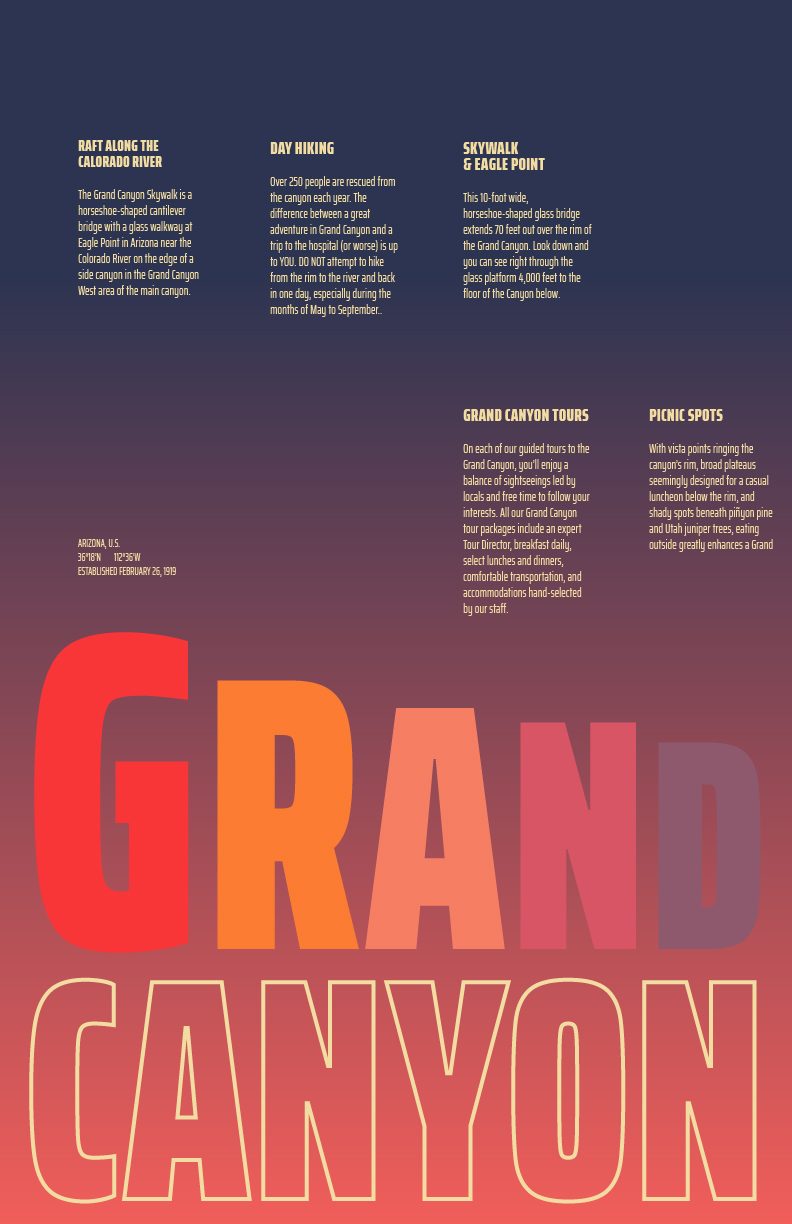 RAFT ALONG THE
CALORADO RIVER
The Grand Canyon Skywalk is a
horseshoe-shaped cantilever
bridge with a glass walkway at
Eagle Point in Arizona near the
Colorado River on the edge of a
side canyon in the Grand Canyon
West area of the main canyon.
DAY HIKING
Over 250 people are rescued from
the canyon each year. The
difference between a great
adventure in Grand Canyon and a
trip to the hospital (or worse) is up
to YOU. DO NOT attempt to hike
from the rim to the river and back
in one day, especially during the
months of May to September..
SKYWALK
& EAGLE POINT
This 10-foot wide,
horseshoe-shaped glass bridge
extends 70 feet out over the rim of
the Grand Canyon. Look down and
you can see right through the
glass platform 4,000 feet to the
floor of the Canyon below.
GRAND CANYON TOURS
On each of our guided tours to the
Grand Canyon, you'll enjoy a
balance of sightseeings led by
locals and free time to follow your
interests. All our Grand Canyon
tour packages include an expert
Tour Director, breakfast daily,
select lunches and dinners,
comfortable transportation, and
accommodations hand-selected
by our staff.
PICNIC SPOTS
With vista points ringing the
canyon's rim, broad plateaus
seemingly designed for a casual
luncheon below the rim, and
shady spots beneath piñyon pine
and Utah juniper trees, eating
outside greatly enhances a Grand
ARIZONA, U.S.
36°18'N 112°36'W
ESTABLISHED FEBRUARY 26, 1919
GRAND
CANYON